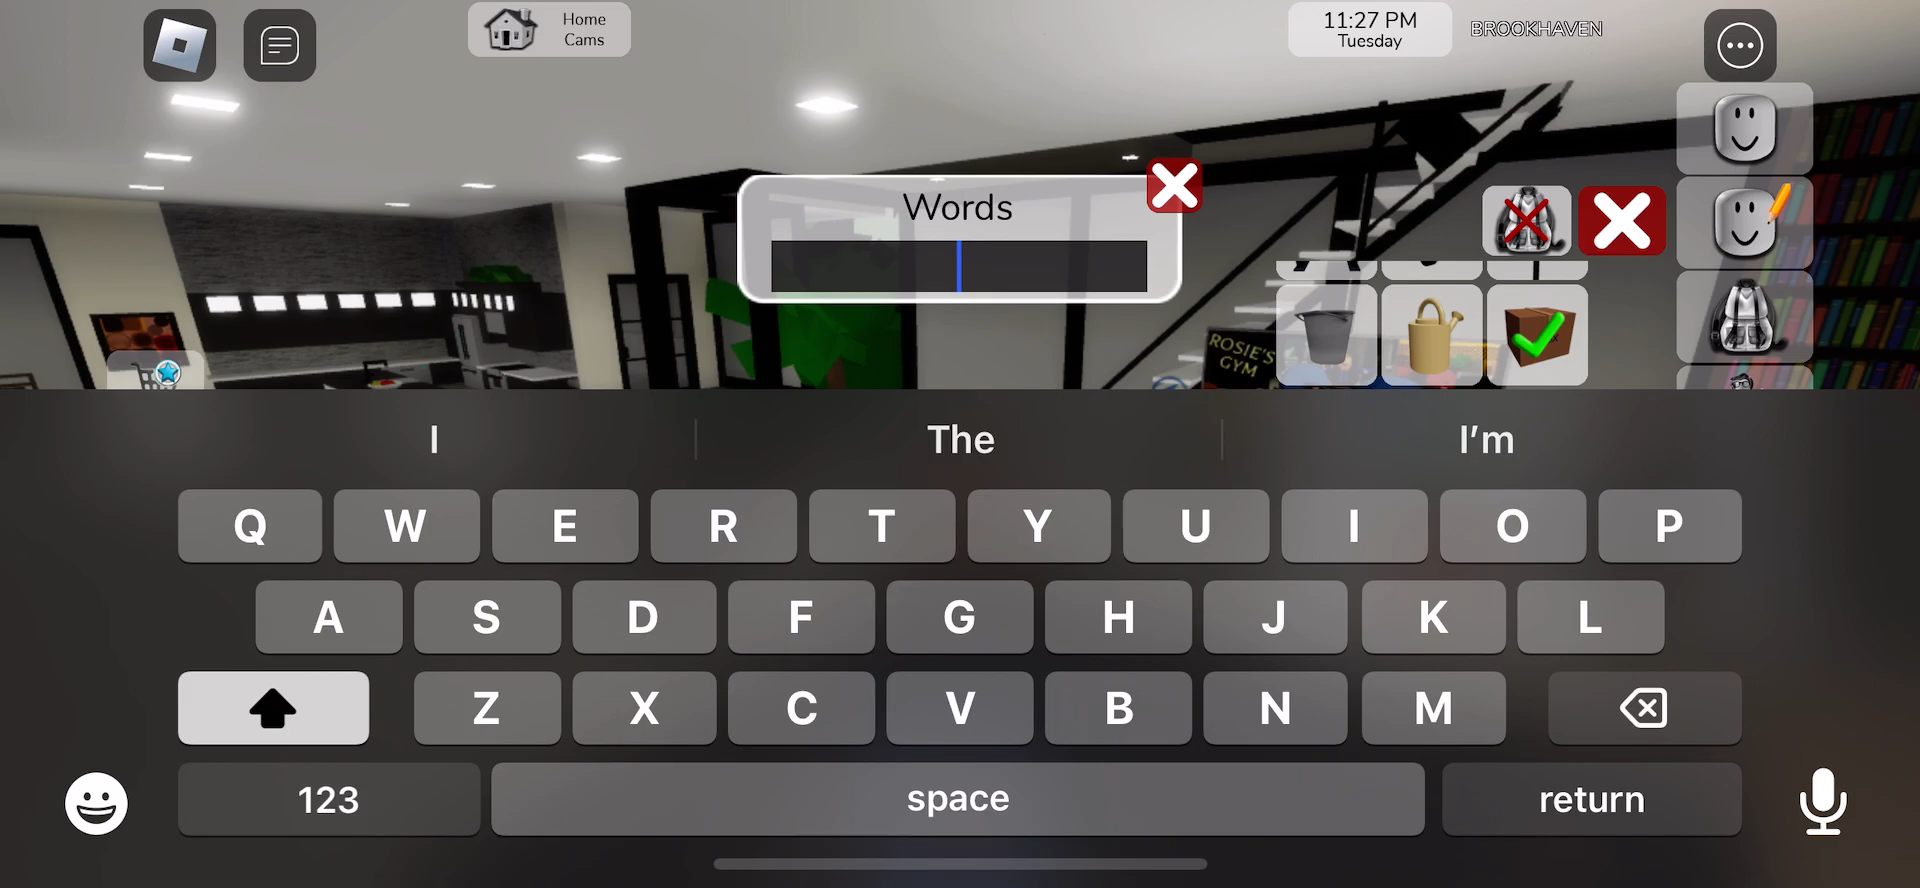 Home
Cams
11:27 PM
Tuesday
BROOKHAVEN
Words
ROSIE'S
GYM
I
The
I'm
Q W E R T Y U I O P
A S D F G H J K L
Z X C V B N M
123
space
return